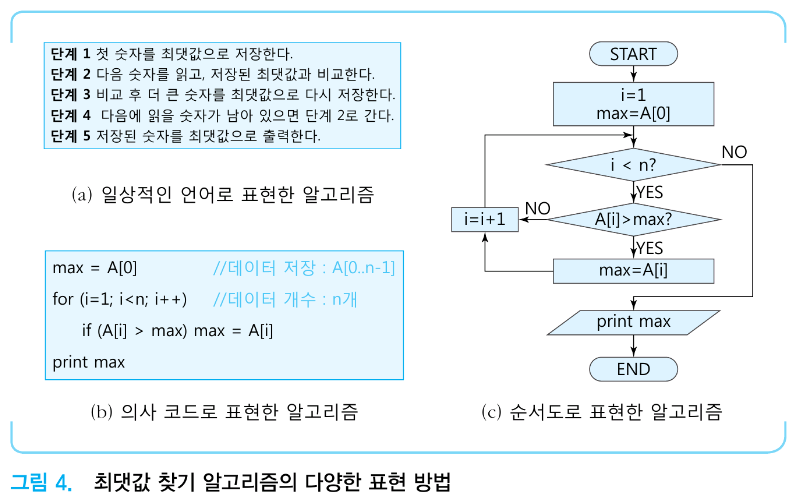 단계 1 첫 숫자를 최댓값으로 저장한다.
단계 2 다음 숫자를 읽고, 저장된 최댓값과 비교한다.
단계 3 비교 후 더 큰 숫자를 최댓값으로 다시 저장한다.
단계 4 다음에 읽을 숫자가 남아 있으면 단계 2로 간다.
단계 5 저장된 숫자를 최댓값으로 출력한다.
(a) 일상적인 언어로 표현한 알고리즘
max = A[0] //데이터 저장 : A[0..n-1]
for (i=1; i<n; i++) //데이터 개수 : n개
if (A[i] > max) max = A[i]
print max
(b) 의사 코드로 표현한 알고리즘
START
i=1
max=A[0]
i < n?
NO
YES
A[i]>max?
NO
i=i+1
YES
max=A[i]
print max
END
(c) 순서도로 표현한 알고리즘
그림 4. 최댓값 찾기 알고리즘의 다양한 표현 방법